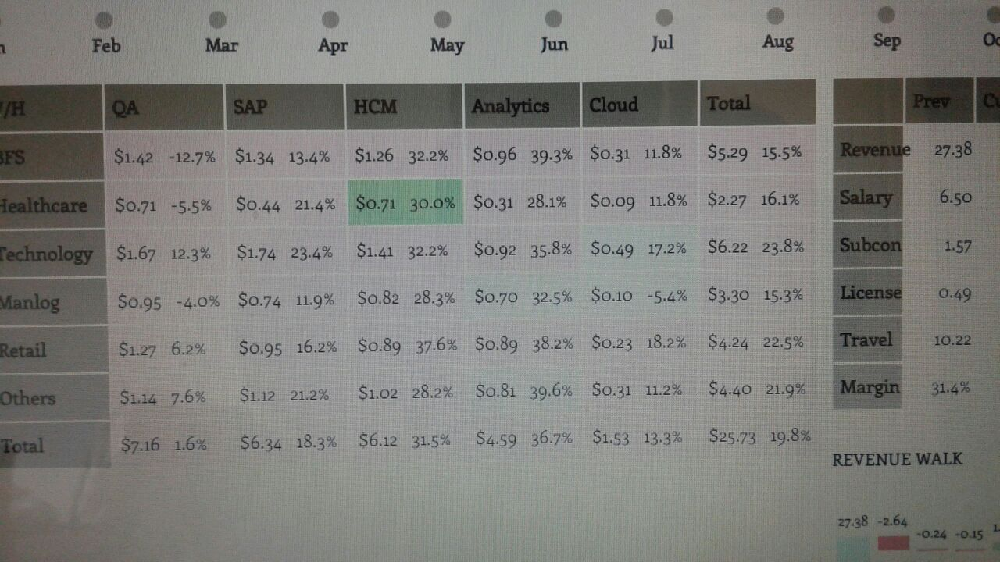 Feb Mar Apr May Jun Jul Aug Sep
/H QA SAP HCM Analytics Cloud Total
BFS $1.42 -12.7% $1.34 13.4% $1.26 32.2% $0.96 39.3% $0.31 11.8% $5.29 15.5%
Healthcare $0.71 -5.5% $0.44 21.4% $0.71 30.0% $0.31 28.1% $0.09 11.8% $2.27 16.1%
Technology $1.67 12.3% $1.74 23.4% $1.41 32.2% $0.92 35.8% $0.49 17.2% $6.22 23.8%
Manlog $0.95 -4.0% $0.74 11.9% $0.82 28.3% $0.70 32.5% $0.10 -5.4% $3.30 15.3%
Retail $1.27 6.2% $0.95 16.2% $0.89 37.6% $0.89 38.2% $0.23 18.2% $4.24 22.5%
Others $1.14 7.6% $1.12 21.2% $1.02 28.2% $0.81 39.6% $0.31 11.2% $4.40 21.9%
Total $7.16 1.6% $6.34 18.3% $6.12 31.5% $4.59 36.7% $1.53 13.3% $25.73 19.8%
Prev
Revenue 27.38
Salary 6.50
Subcon 1.57
License 0.49
Travel 10.22
Margin 31.4%
REVENUE WALK
27.38 -2.64 -0.24 -0.15